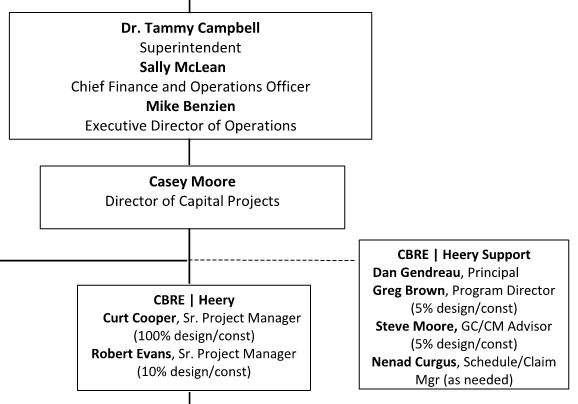 Dr. Tammy Campbell
Superintendent
Sally McLean
Chief Finance and Operations Officer
Mike Benzien
Executive Director of Operations
Casey Moore
Director of Capital Projects
CBRE | Heery
Curt Cooper, Sr. Project Manager
(100% design/const)
Robert Evans, Sr. Project Manager
(10% design/const)
CBRE | Heery Support
Dan Gendreau, Principal
Greg Brown, Program Director
(5% design/const)
Steve Moore, GC/CM Advisor
(5% design/const)
Nenad Curgus, Schedule/Claim
Mgr (as needed)